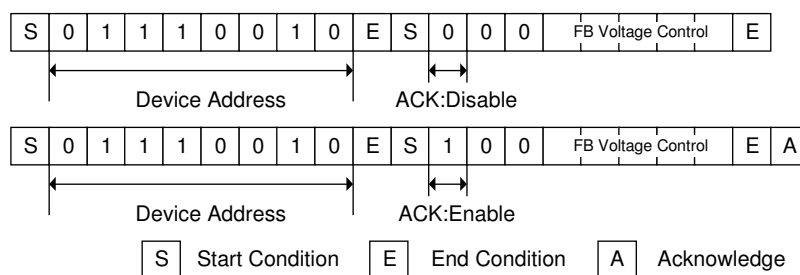 S 0 1 1 1 0 0 1 0 E S 0 0 0 FB Voltage Control E
Device Address ACK:Disable
S 0 1 1 1 0 0 1 0 E S 1 0 0 FB Voltage Control E A
Device Address ACK:Enable
S Start Condition E End Condition A Acknowledge